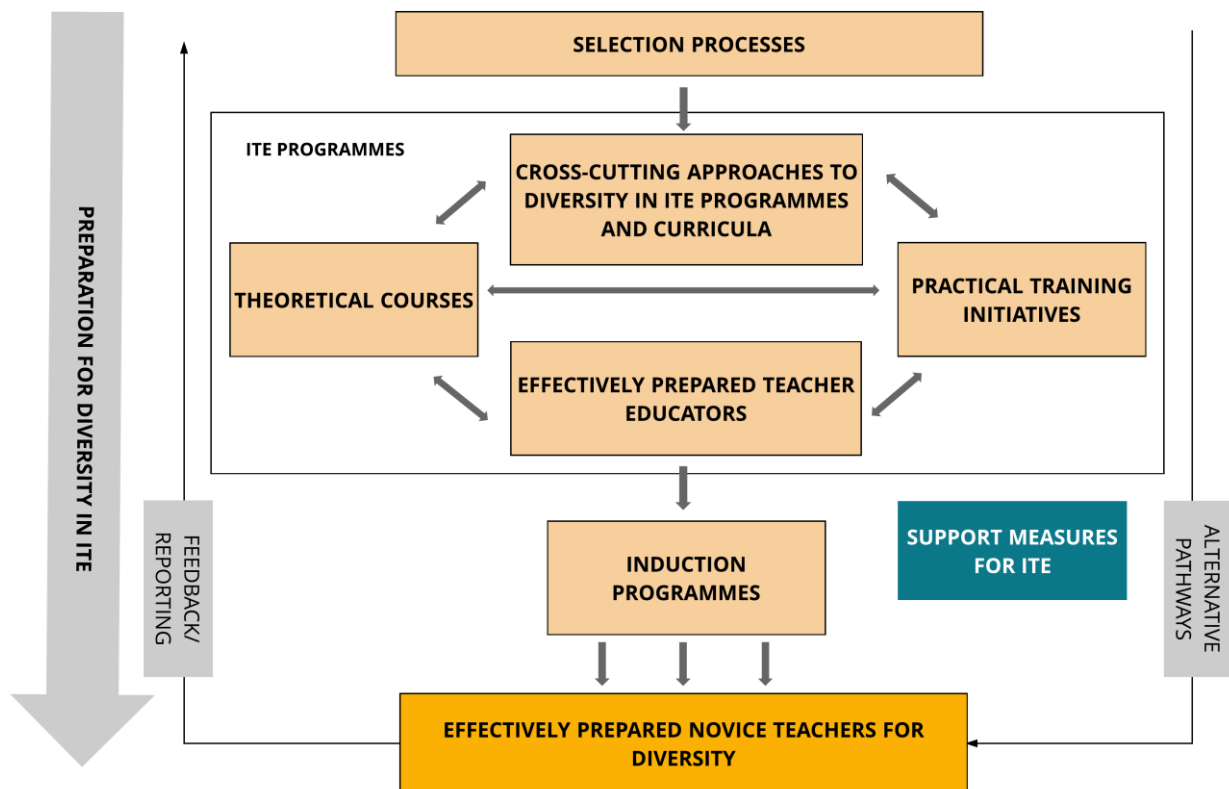 SELECTION PROCESSES
ITE PROGRAMMES
CROSS-CUTTING APPROACHES TO
DIVERSITY IN ITE PROGRAMMES
AND CURRICULA
THEORETICAL COURSES
PRACTICAL TRAINING
INITIATIVES
EFFECTIVELY PREPARED TEACHER
EDUCATORS
PREPARATION FOR DIVERSITY IN ITE
FEEDBACK/
REPORTING
INDUCTION
PROGRAMMES
SUPPORT MEASURES
FOR ITE
ALTERNATIVE
PATHWAYS
EFFECTIVELY PREPARED NOVICE TEACHERS FOR
DIVERSITY